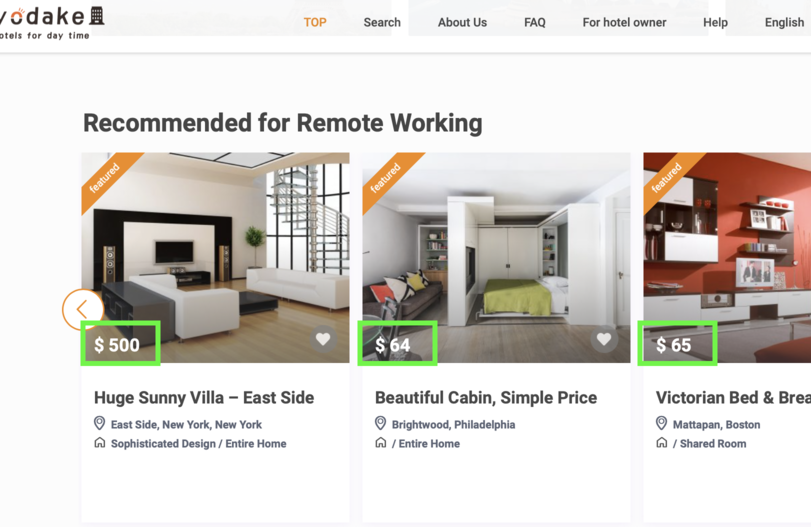 yodake
otels for day time
TOP Search About Us FAQ For hotel owner Help English
Recommended for Remote Working
featured
featured
featured
$ 500
$ 64
$ 65
Huge Sunny Villa – East Side
East Side, New York, New York
Sophisticated Design / Entire Home
Beautiful Cabin, Simple Price
Brightwood, Philadelphia
/ Entire Home
Victorian Bed & Brea
Mattapan, Boston
/ Shared Room